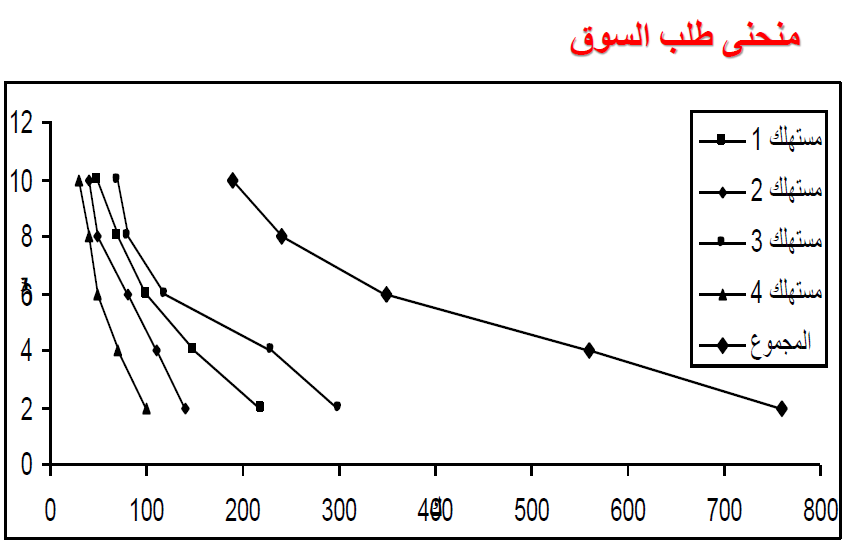 منحنى طلب السوق
12
10
8
6
4
2
0
0 100 200 300 400 500 600 700 800
مستهلك 1
مستهلك 2
مستهلك 3
مستهلك 4
المجموع